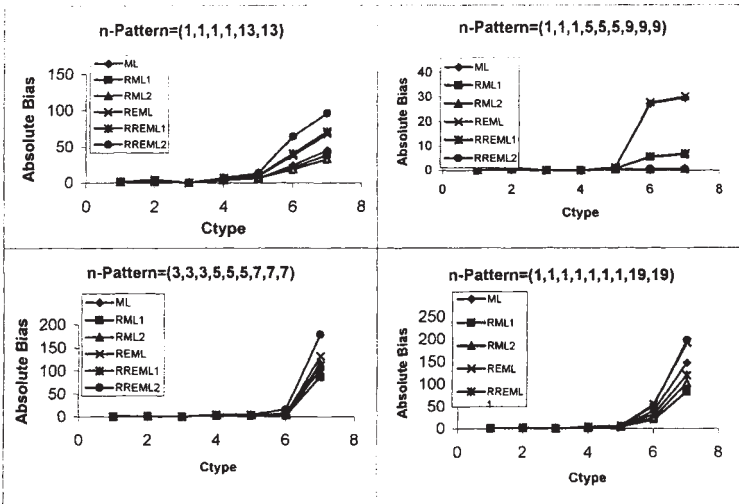 n-Pattern=(1,1,1,1,13,13)
Absolute Bias
150
100
50
0
ML
RML1
RML2
REML
RREML1
RREML2
0 2 4 6 8
Ctype
n-Pattern=(1,1,1,5,5,5,9,9,9)
Absolute Bias
40
30
20
10
0
ML
RML1
RML2
REML
RREML1
RREML2
0 2 4 6 8
Ctype
n-Pattern=(3,3,3,5,5,5,7,7,7)
Absolute Bias
200
150
100
50
0
ML
RML1
RML2
REML
RREML1
RREML2
0 2 4 6 8
Ctype
n-Pattern=(1,1,1,1,1,1,1,19,19)
Absolute Bias
250
200
150
100
50
0
ML
RML1
RML2
REML
RREML
1
0 2 4 6 8
Ctype